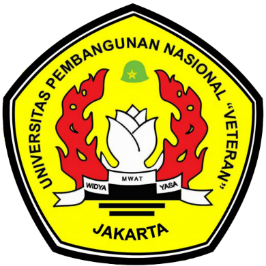 UNIVERSITAS PEMBANGUNAN NASIONAL "VETERAN"
MWAT
WIDYA YASA
JAKARTA